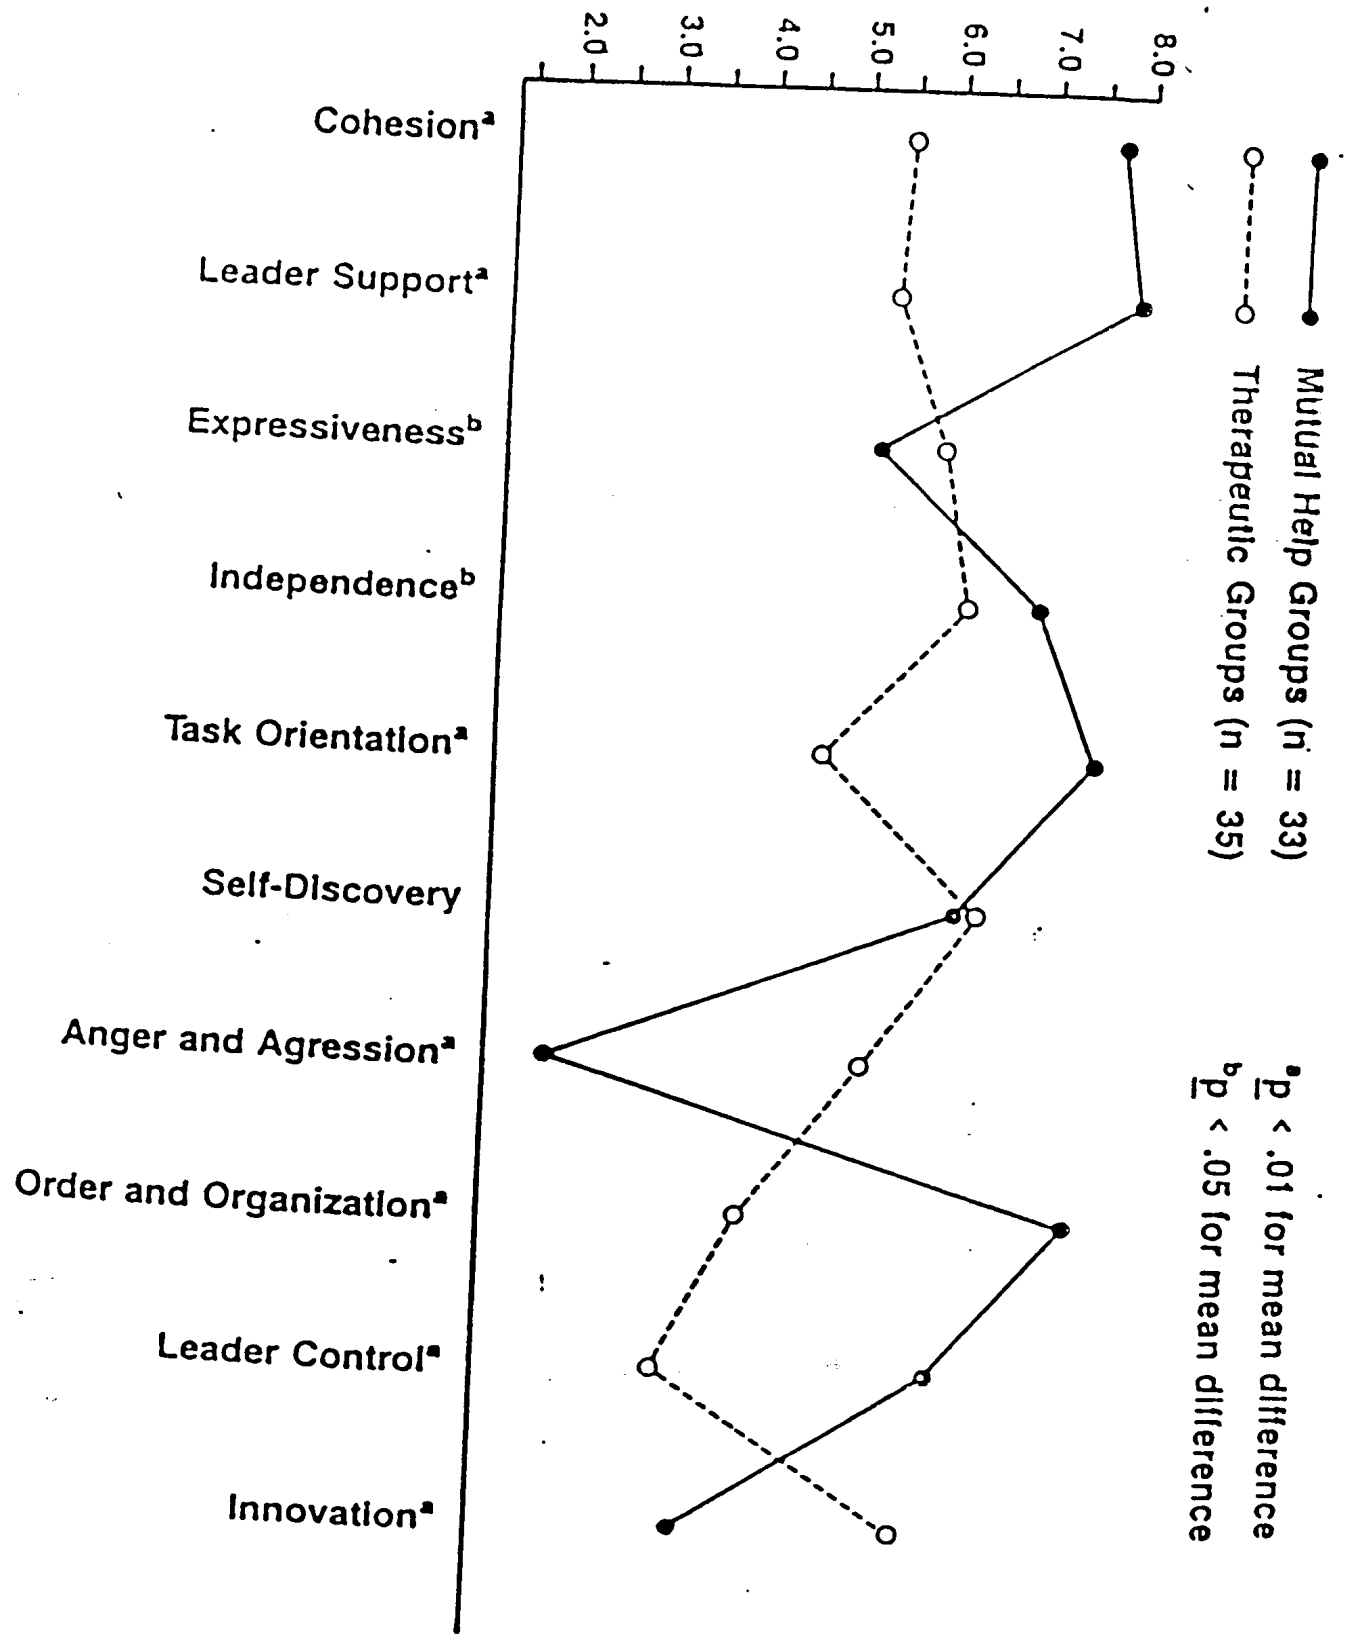 2.0
3.0
4.0
5.0
6.0
7.0
8.0
Mutual Help Groups (n = 33)
Therapeutic Groups (n = 35)
ᵃp < .01 for mean difference
ᵇp < .05 for mean difference
Cohesionᵃ
Leader Supportᵃ
Expressivenessᵇ
Independenceᵇ
Task Orientationᵃ
Self-Discovery
Anger and Agressionᵃ
Order and Organizationᵃ
Leader Controlᵃ
Innovationᵃ